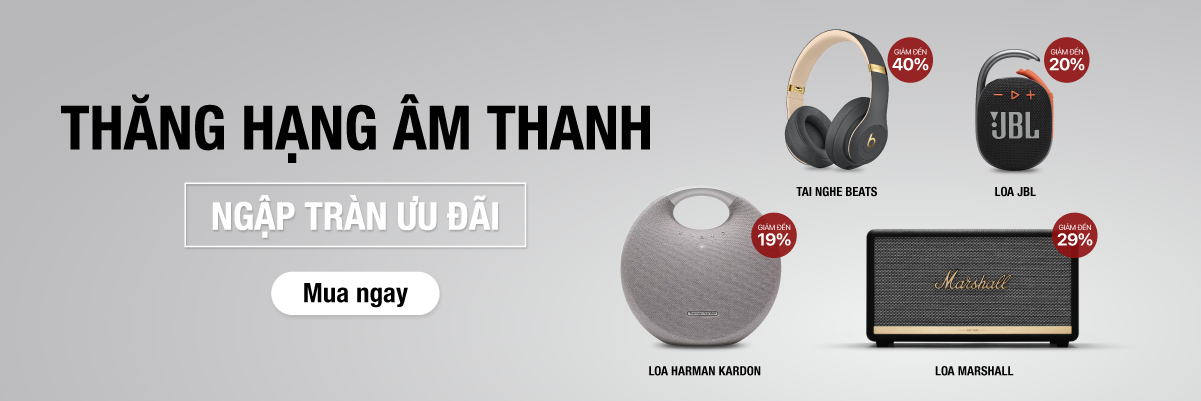 THĂNG HẠNG ÂM THANH
NGẬP TRÀN ƯU ĐÃI
Mua ngay
GIẢM ĐẾN
40%
b
TAI NGHE BEATS
GIẢM ĐẾN
20%
JBL
LOA JBL
GIẢM ĐẾN
19%
LOA HARMAN KARDON
GIẢM ĐẾN
29%
Marshall
LOA MARSHALL